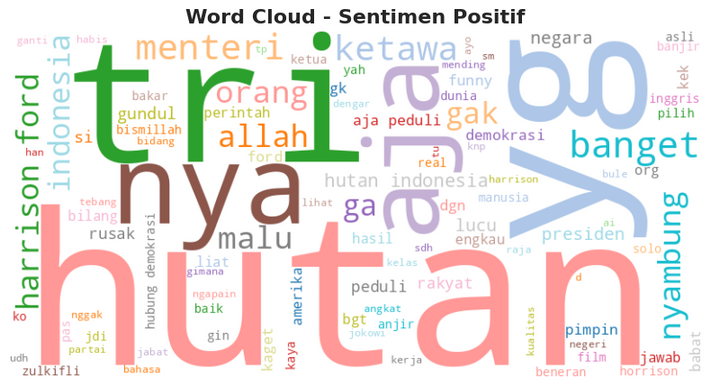 Word Cloud - Sentimen Positif
ganti
habis
menteri
tp
ketua
ketawa
ayo
sm
negara
asli
banjir
tri
yg
indonesia
yah
mending
funny
kek
bakar
orang
gk
dunia
inggris
gundul
perintah
dengar
aja
gak
pilih
harrison ford
si
bismillah
bidang
allah
aja peduli
demokrasi
banget
han
ford
real
tu
knp
bule
org
nya
hutan indonesia
harrison
manusia
tebang
lihat
ga
dgn
bilang
malu
lucu
ai
nyambung
rusak
hasil
engkau
presiden
solo
hubung demokrasi
liat
sdh
raja
hutan
gimana
kelas
d
amerika
peduli
rakyat
ko
pas
nggak
ngapain
baik
angkat
jdi
gin
bgt
anjir
kualitas
pimpin
partai
kaget
jokowi
negeri
babat
udh
jabat
kaya
kerja
film
jawab
zulkifli
bahasa
beneran
horrison